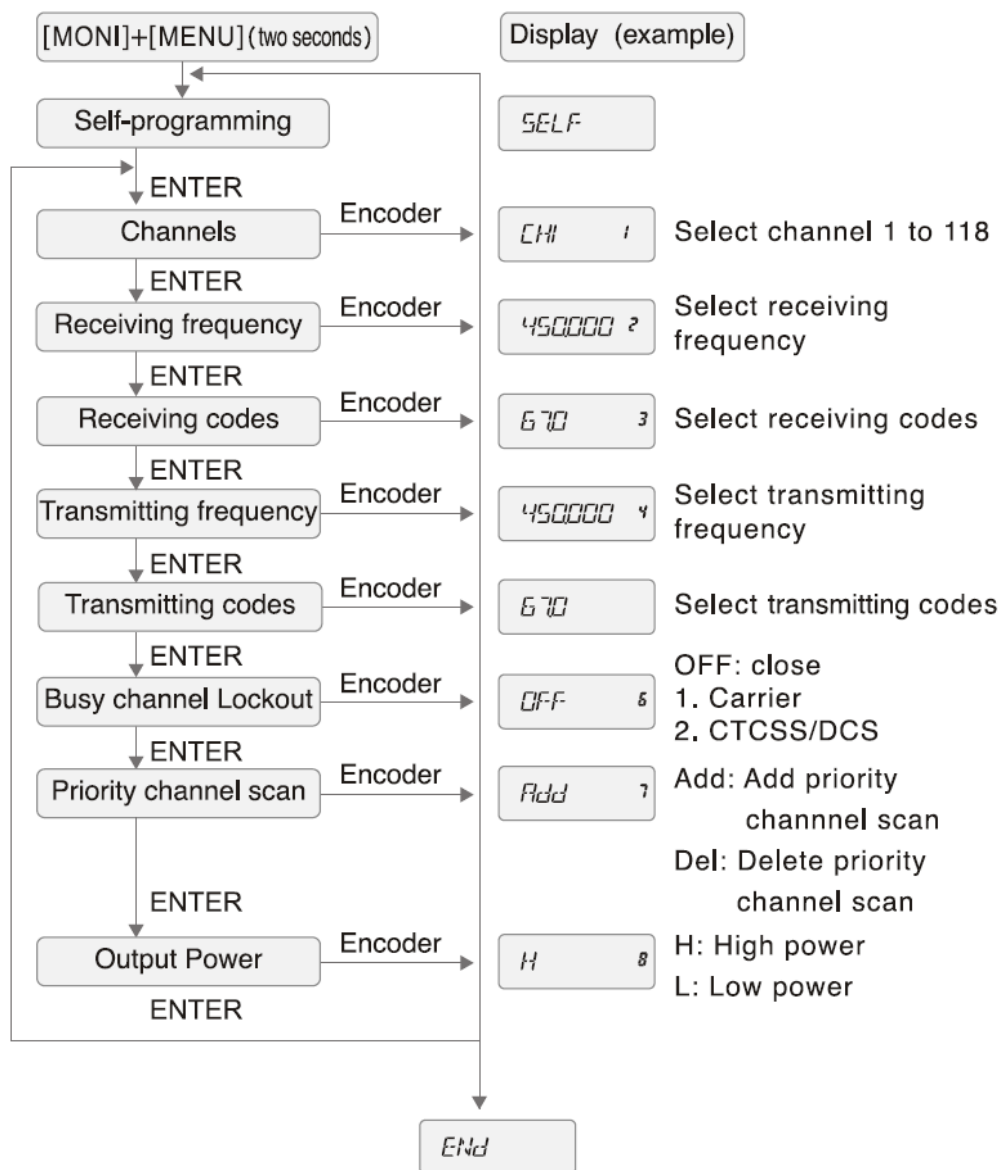 [MONI]+[MENU](two seconds)
Display (example)
Self-programming
SELF
ENTER
Channels
Encoder
CHI 1
Select channel 1 to 118
ENTER
Receiving frequency
Encoder
450.000 2
Select receiving
frequency
ENTER
Receiving codes
Encoder
67.0 3
Select receiving codes
ENTER
Transmitting frequency
Encoder
450.000 4
Select transmitting
frequency
ENTER
Transmitting codes
Encoder
67.0
Select transmitting codes
ENTER
Busy channel Lockout
Encoder
OFF 6
OFF: close
1. Carrier
2. CTCSS/DCS
ENTER
Priority channel scan
Encoder
Add 7
Add: Add priority
channnel scan
Del: Delete priority
channel scan
ENTER
Output Power
Encoder
H 8
H: High power
L: Low power
ENTER
ENd